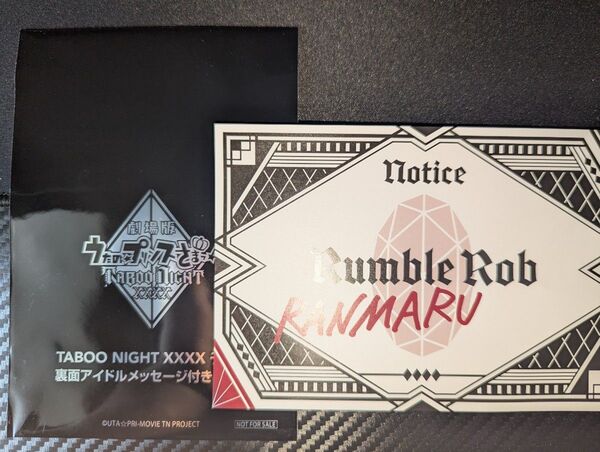 劇場版
うたの☆プリンスさまっ♪
TABOO NIGHT
XXXX
TABOO NIGHT XXXX
裏面アイドルメッセージ付き
©UTA☆PRI-MOVIE TN PROJECT
NOT FOR SALE
Notice
Rumble Rob
RANMARU